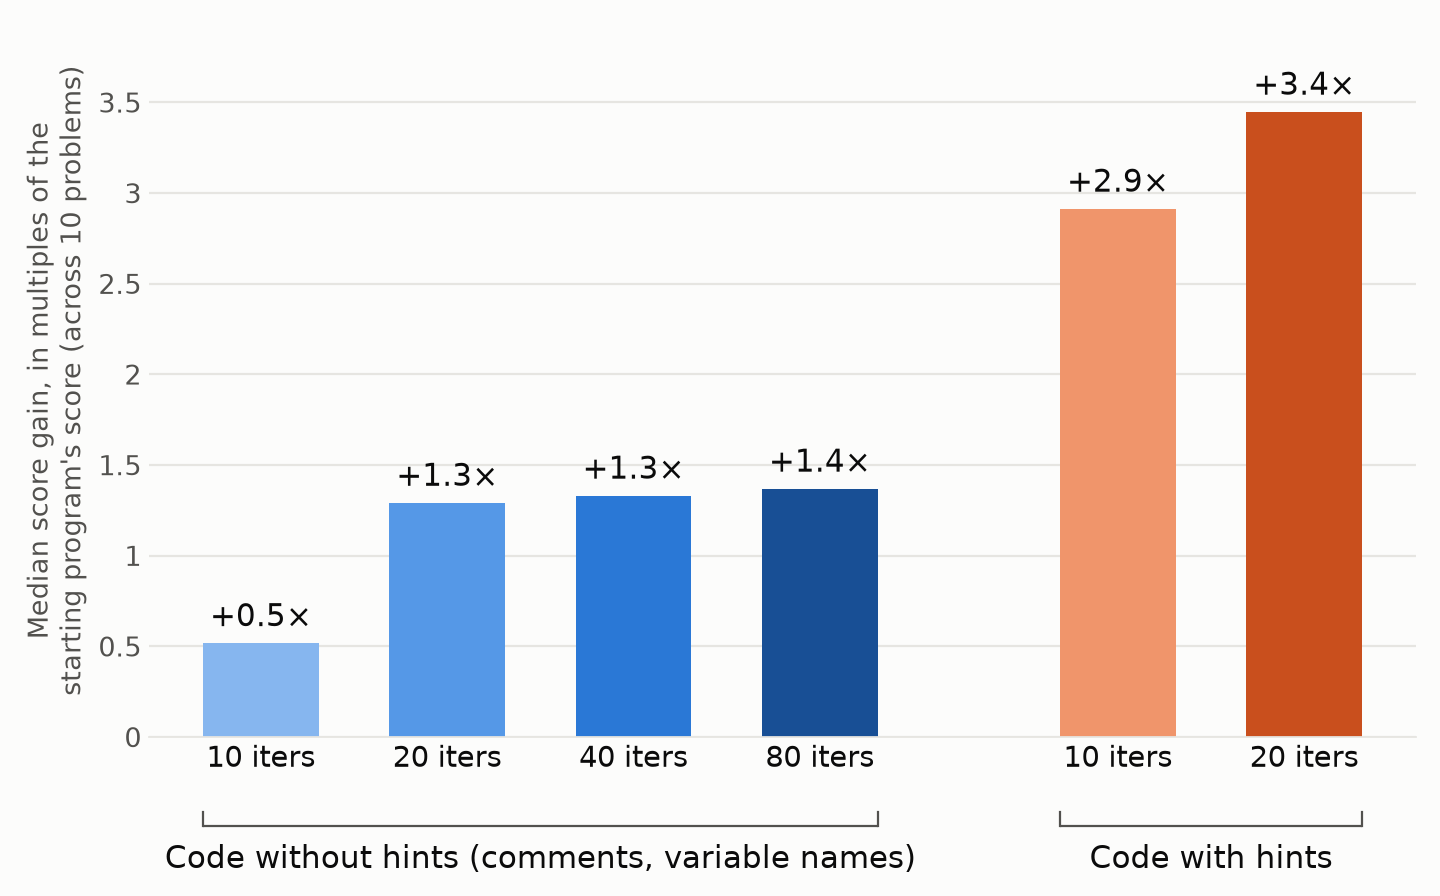 Median score gain, in multiples of the
starting program's score (across 10 problems)
3.5
3
2.5
2
1.5
1
0.5
0
+0.5×
+1.3×
+1.3×
+1.4×
+2.9×
+3.4×
10 iters
20 iters
40 iters
80 iters
10 iters
20 iters
Code without hints (comments, variable names)
Code with hints